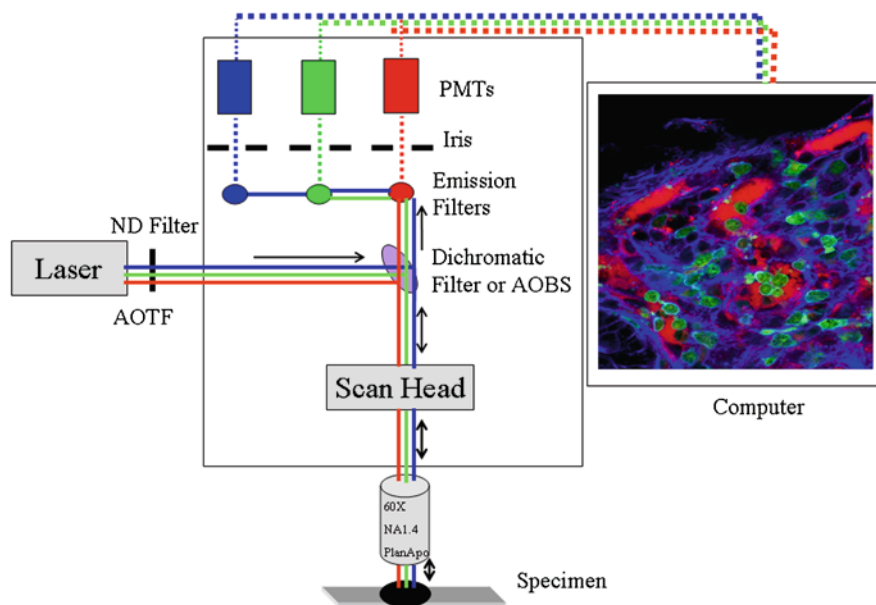 PMTs
Iris
Emission
Filters
ND Filter
Laser
AOTF
Dichromatic
Filter or AOBS
Scan Head
Computer
60X
NA1.4
PlanApo
Specimen